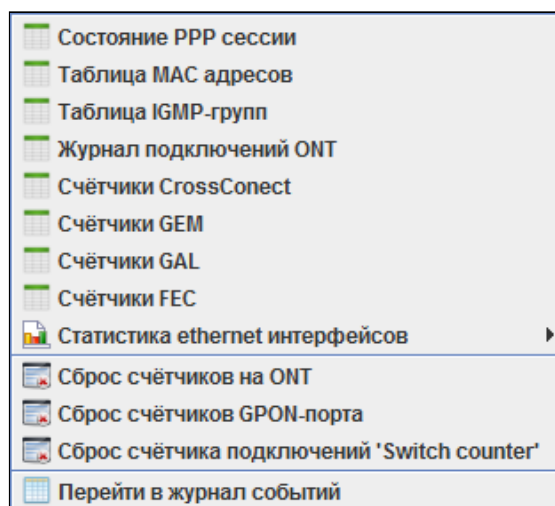 Состояние PPP сессии
Таблица MAC адресов
Таблица IGMP-групп
Журнал подключений ONT
Счётчики CrossConect
Счётчики GEM
Счётчики GAL
Счётчики FEC
Статистика ethernet интерфейсов
Сброс счётчиков на ONT
Сброс счётчиков GPON-порта
Сброс счётчика подключений 'Switch counter'
Перейти в журнал событий